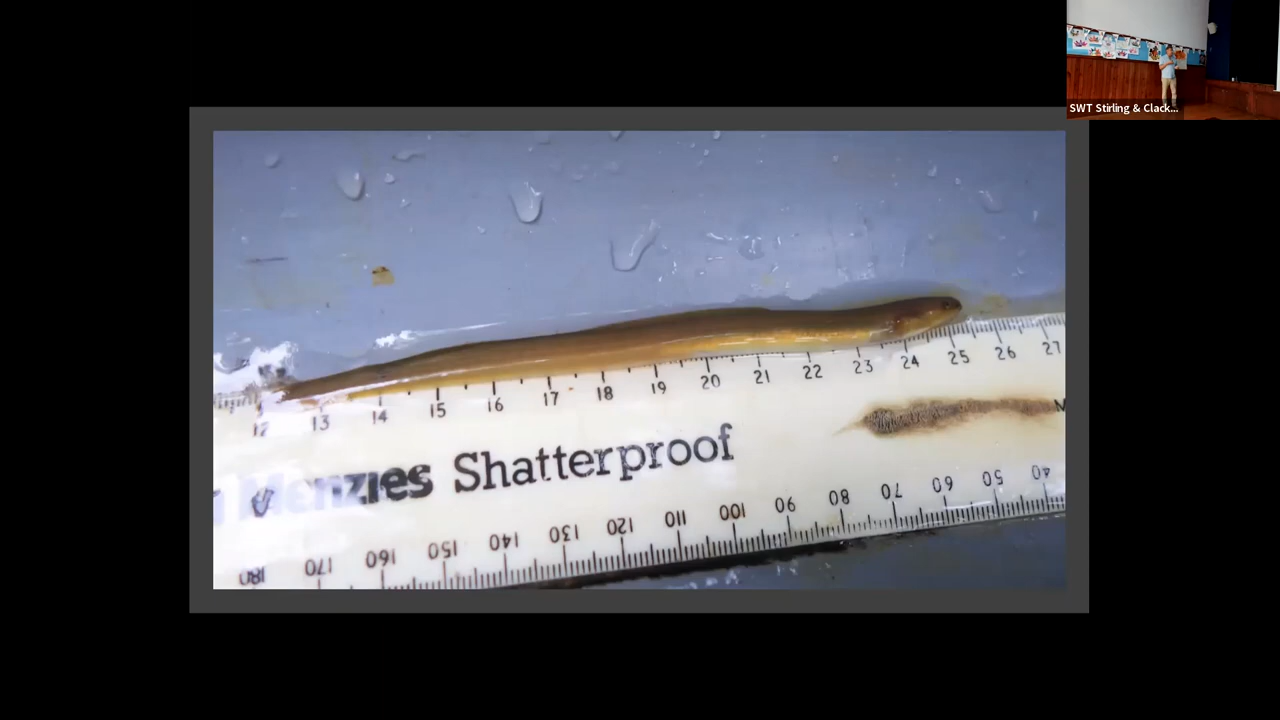 SWT Stirling & Clack...
12 13 14 15 16 17 18 19 20 21 22 23 24 25 26 27
Menzies Shatterproof
M
180 170 160 150 140 130 120 110 100 90 80 70 60 50 40